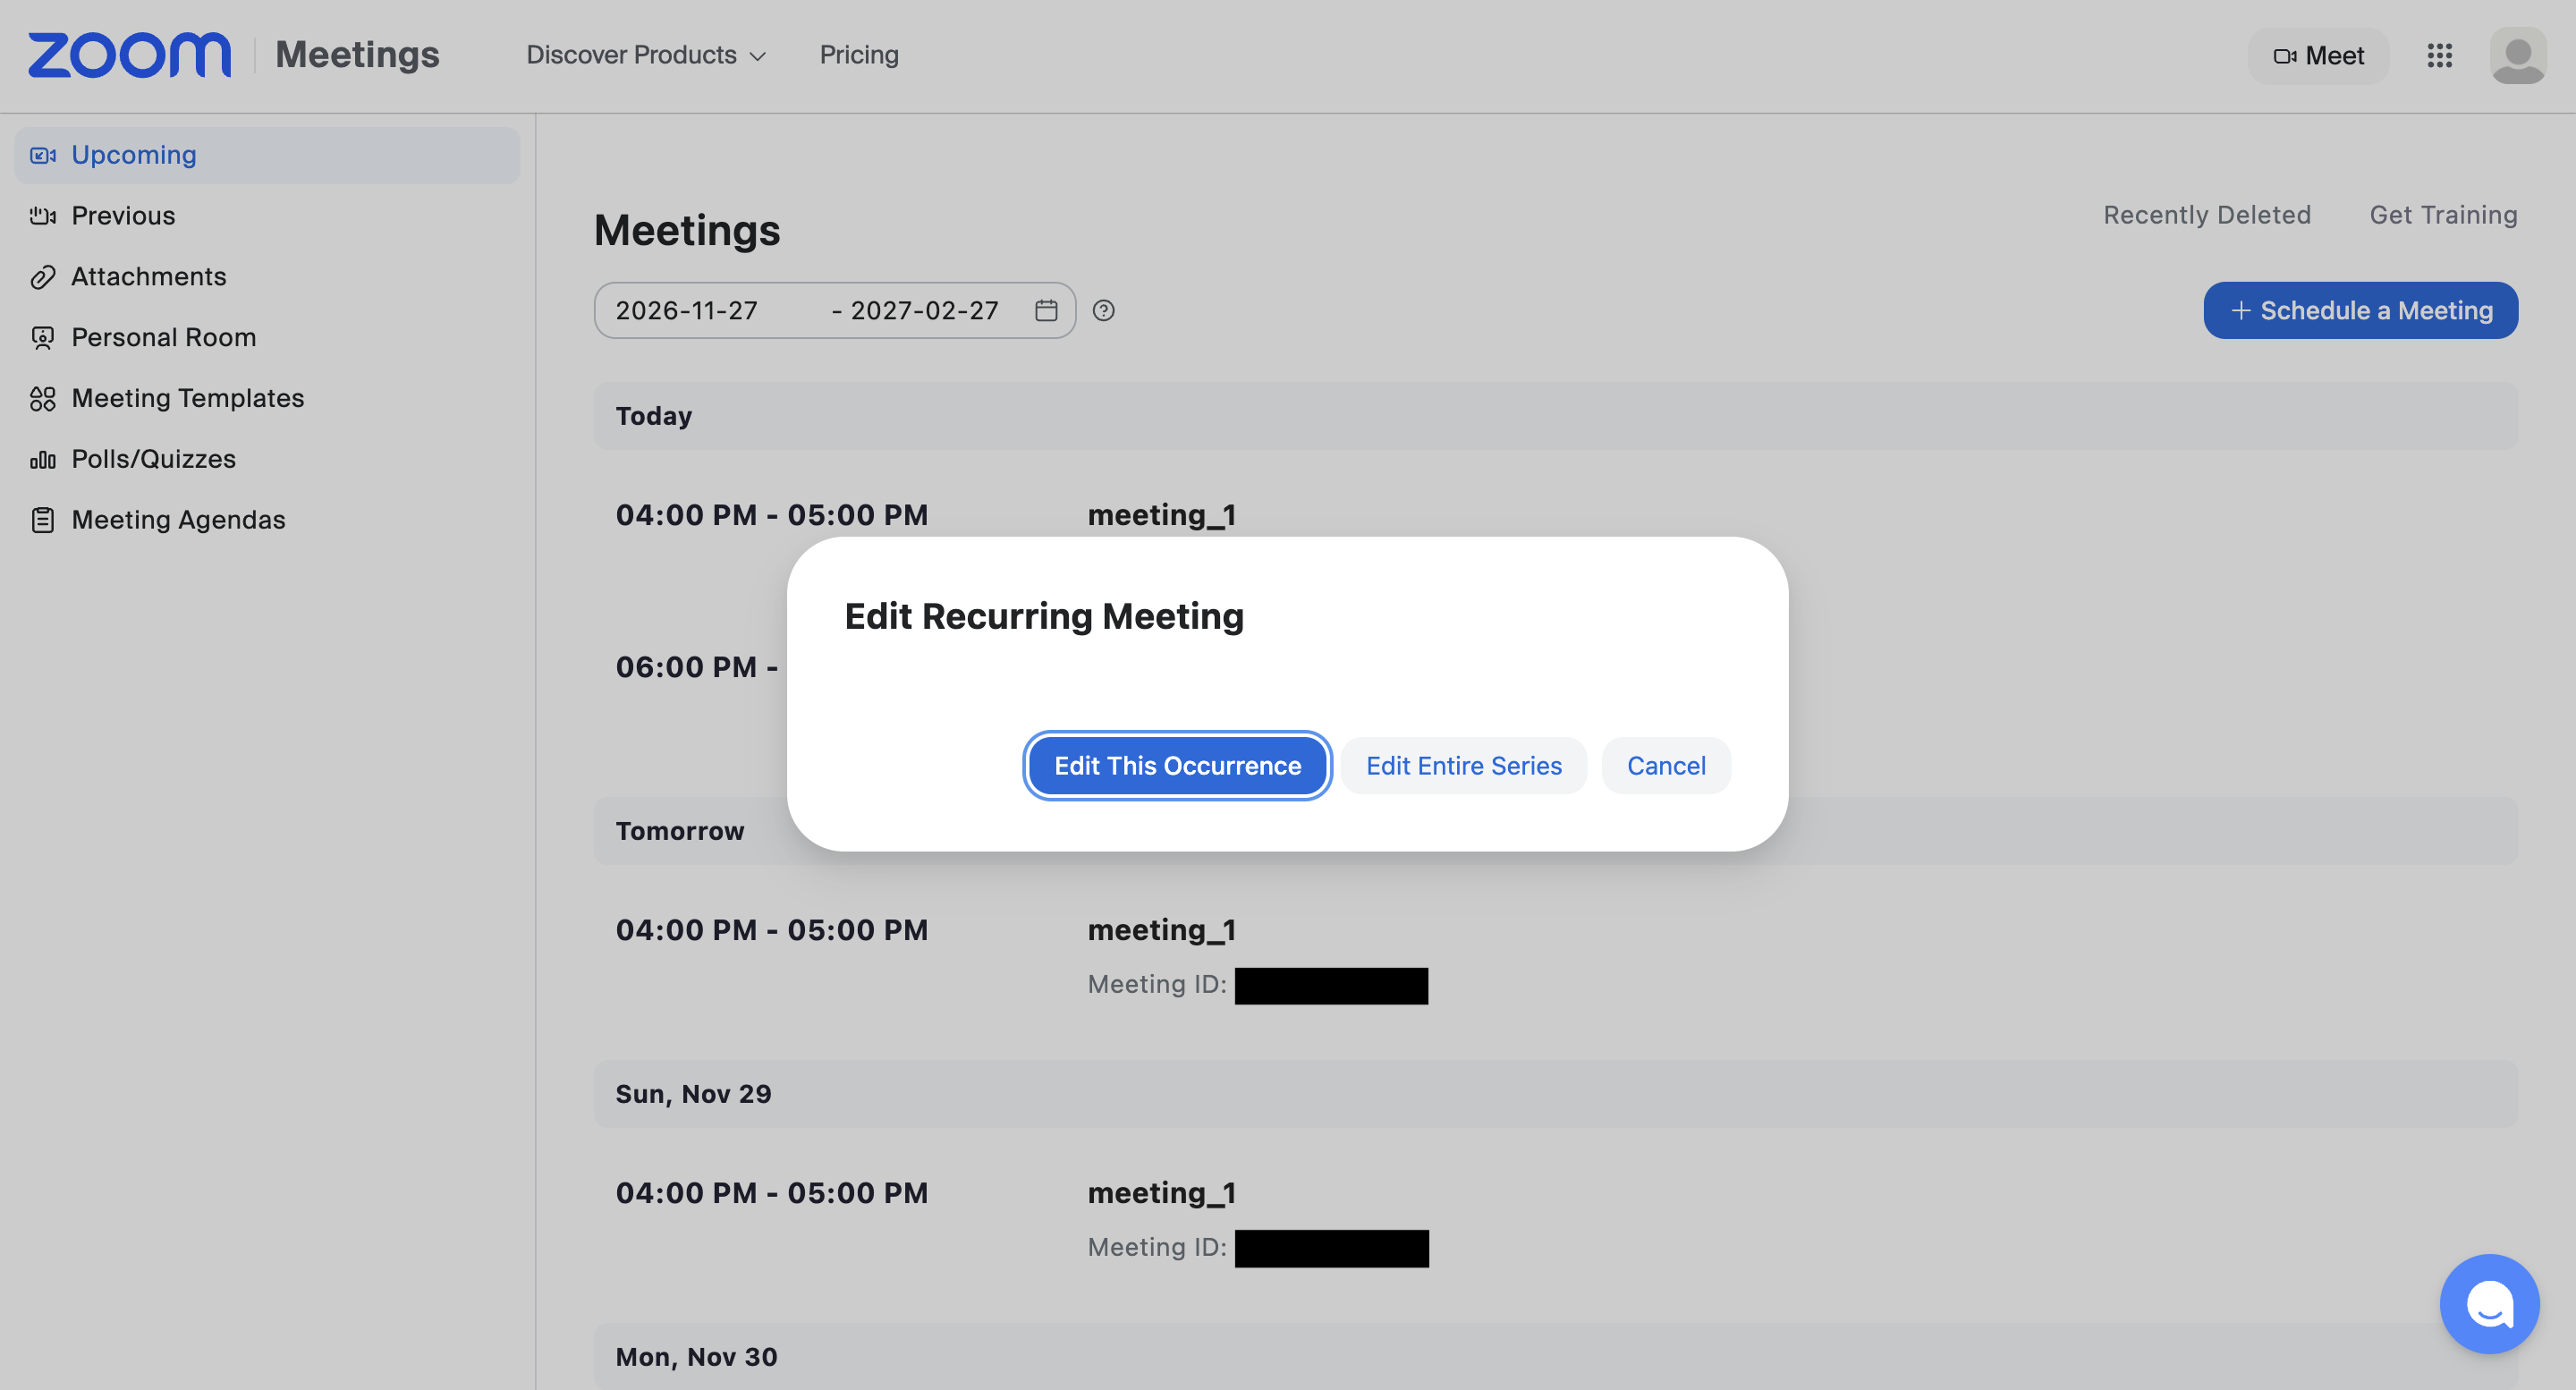 zoom Meetings Discover Products Pricing Meet
Upcoming
Previous
Attachments
Personal Room
Meeting Templates
Polls/Quizzes
Meeting Agendas
Meetings
Recently Deleted Get Training
2026-11-27 - 2027-02-27
+ Schedule a Meeting
Today
04:00 PM - 05:00 PM meeting_1
06:00 PM -
Edit Recurring Meeting
Edit This Occurrence Edit Entire Series Cancel
Tomorrow
04:00 PM - 05:00 PM meeting_1
Meeting ID:
Sun, Nov 29
04:00 PM - 05:00 PM meeting_1
Meeting ID:
Mon, Nov 30